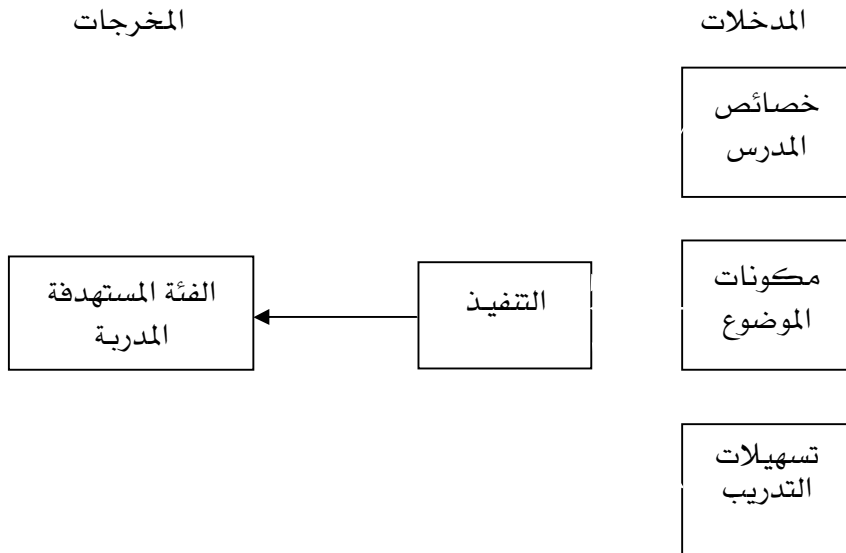 المدخلات
المخرجات
خصائص
المدرس
مكونات
الموضوع
التنفيذ
الفئة المستهدفة
المدربة
تسهيلات
التدريب